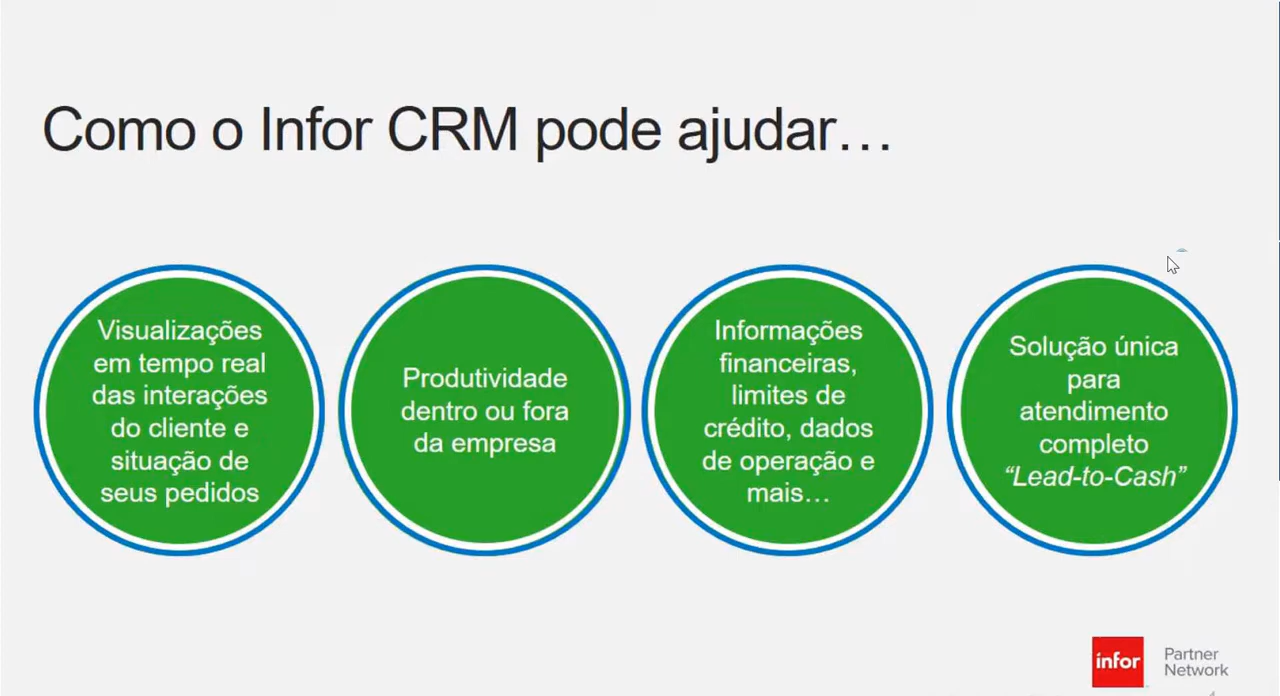 Como o Infor CRM pode ajudar…
Visualizações
em tempo real
das interações
do cliente e
situação de
seus pedidos
Produtividade
dentro ou fora
da empresa
Informações
financeiras,
limites de
crédito, dados
de operação e
mais…
Solução única
para
atendimento
completo
“Lead-to-Cash”
infor
Partner
Network